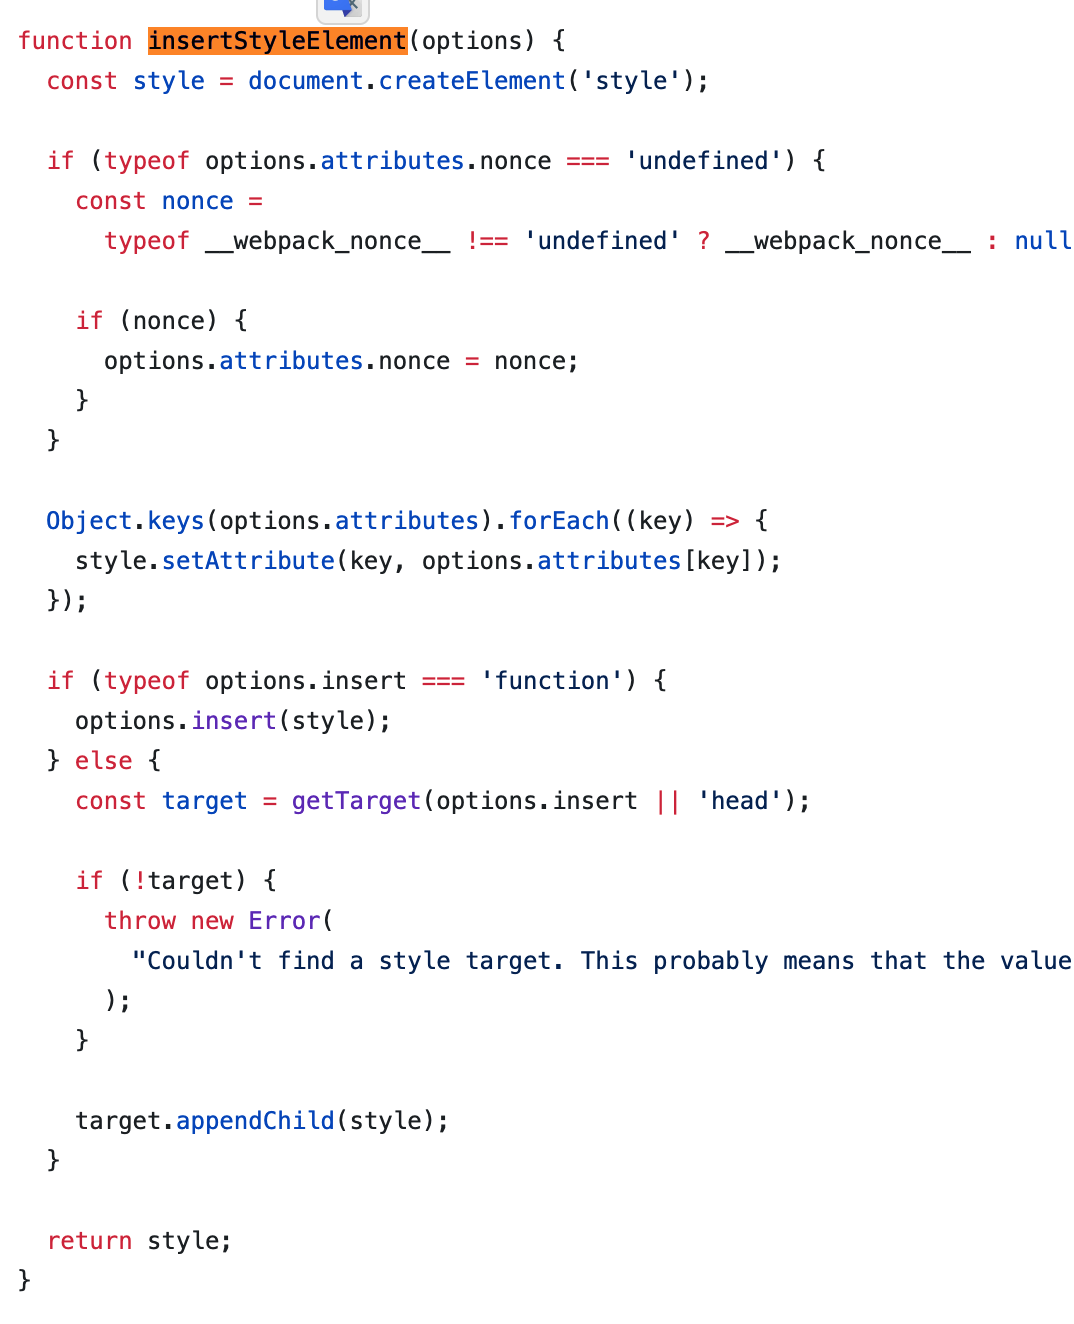 function insertStyleElement(options) {
const style = document.createElement('style');
if (typeof options.attributes.nonce === 'undefined') {
const nonce =
typeof __webpack_nonce__ !== 'undefined' ? __webpack_nonce__ : null
if (nonce) {
options.attributes.nonce = nonce;
}
}
Object.keys(options.attributes).forEach((key) => {
style.setAttribute(key, options.attributes[key]);
});
if (typeof options.insert === 'function') {
options.insert(style);
} else {
const target = getTarget(options.insert || 'head');
if (!target) {
throw new Error(
"Couldn't find a style target. This probably means that the value
);
}
target.appendChild(style);
}
return style;
}